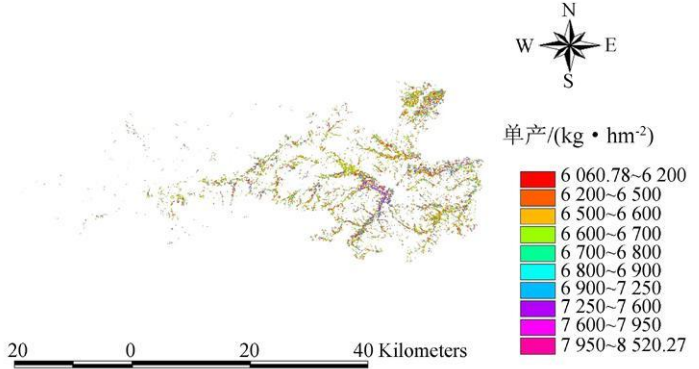 N
W E
S
单产/(kg·hm-2)
6 060.78~6 200
6 200~6 500
6 500~6 600
6 600~6 700
6 700~6 800
6 800~6 900
6 900~7 250
7 250~7 600
7 600~7 950
7 950~8 520.27
20 0 20 40 Kilometers